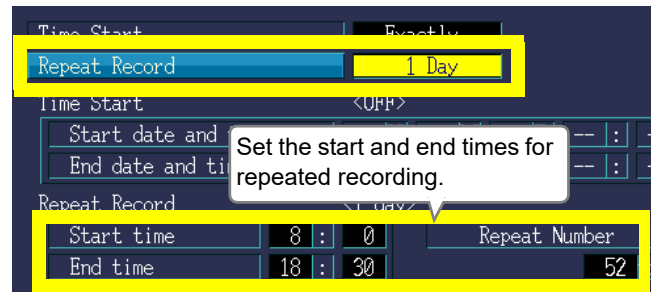 Time Start Exactly
Repeat Record 1 Day
Time Start <OFF>
Start date and -- : -
End date and ti -- : -
Set the start and end times for
repeated recording.
Repeat Record <1 day>
Start time 8 : 0 Repeat Number
End time 18 : 30 52